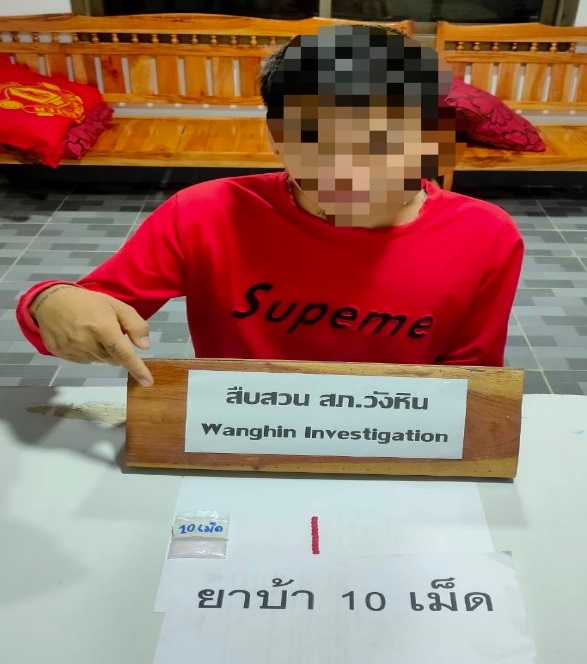 Supeme
สืบสวน สภ.วังหิน
Wanghin Investigation
10 เม็ด
ยาบ้า 10 เม็ด